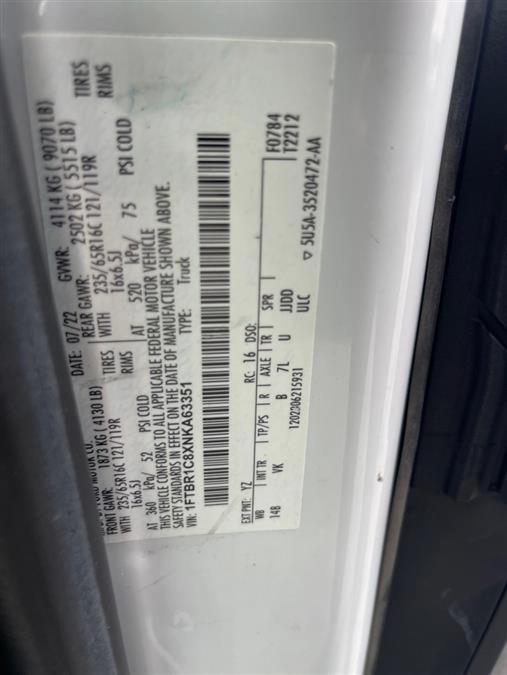 MOTOR CO.
DATE: 07/22 GVWR: 4114 KG ( 9070 LB)
FRONT GAWR: 1873 KG ( 4130 LB) REAR GAWR: 2502 KG ( 5515 LB)
WITH 235/65R16C 121/119R WITH 235/65R16C 121/119R TIRES
16x6.5J RIMS 16x6.5J RIMS
AT 360 kPa/ 52 PSI COLD AT 520 kPa/ 75 PSI COLD
THIS VEHICLE CONFORMS TO ALL APPLICABLE FEDERAL MOTOR VEHICLE
SAFETY STANDARDS IN EFFECT ON THE DATE OF MANUFACTURE SHOWN ABOVE.
VIN: 1FTBR1C8XNKA63351 TYPE: Truck
F0784
T2212
EXT PNT: YZ RC: 16 DSO:
WB INT TR TP/PS R AXLE TR SPR
148 VK B 7L U JJDD
ULC
1202306215931
▽ 5U5A-3520472-AA